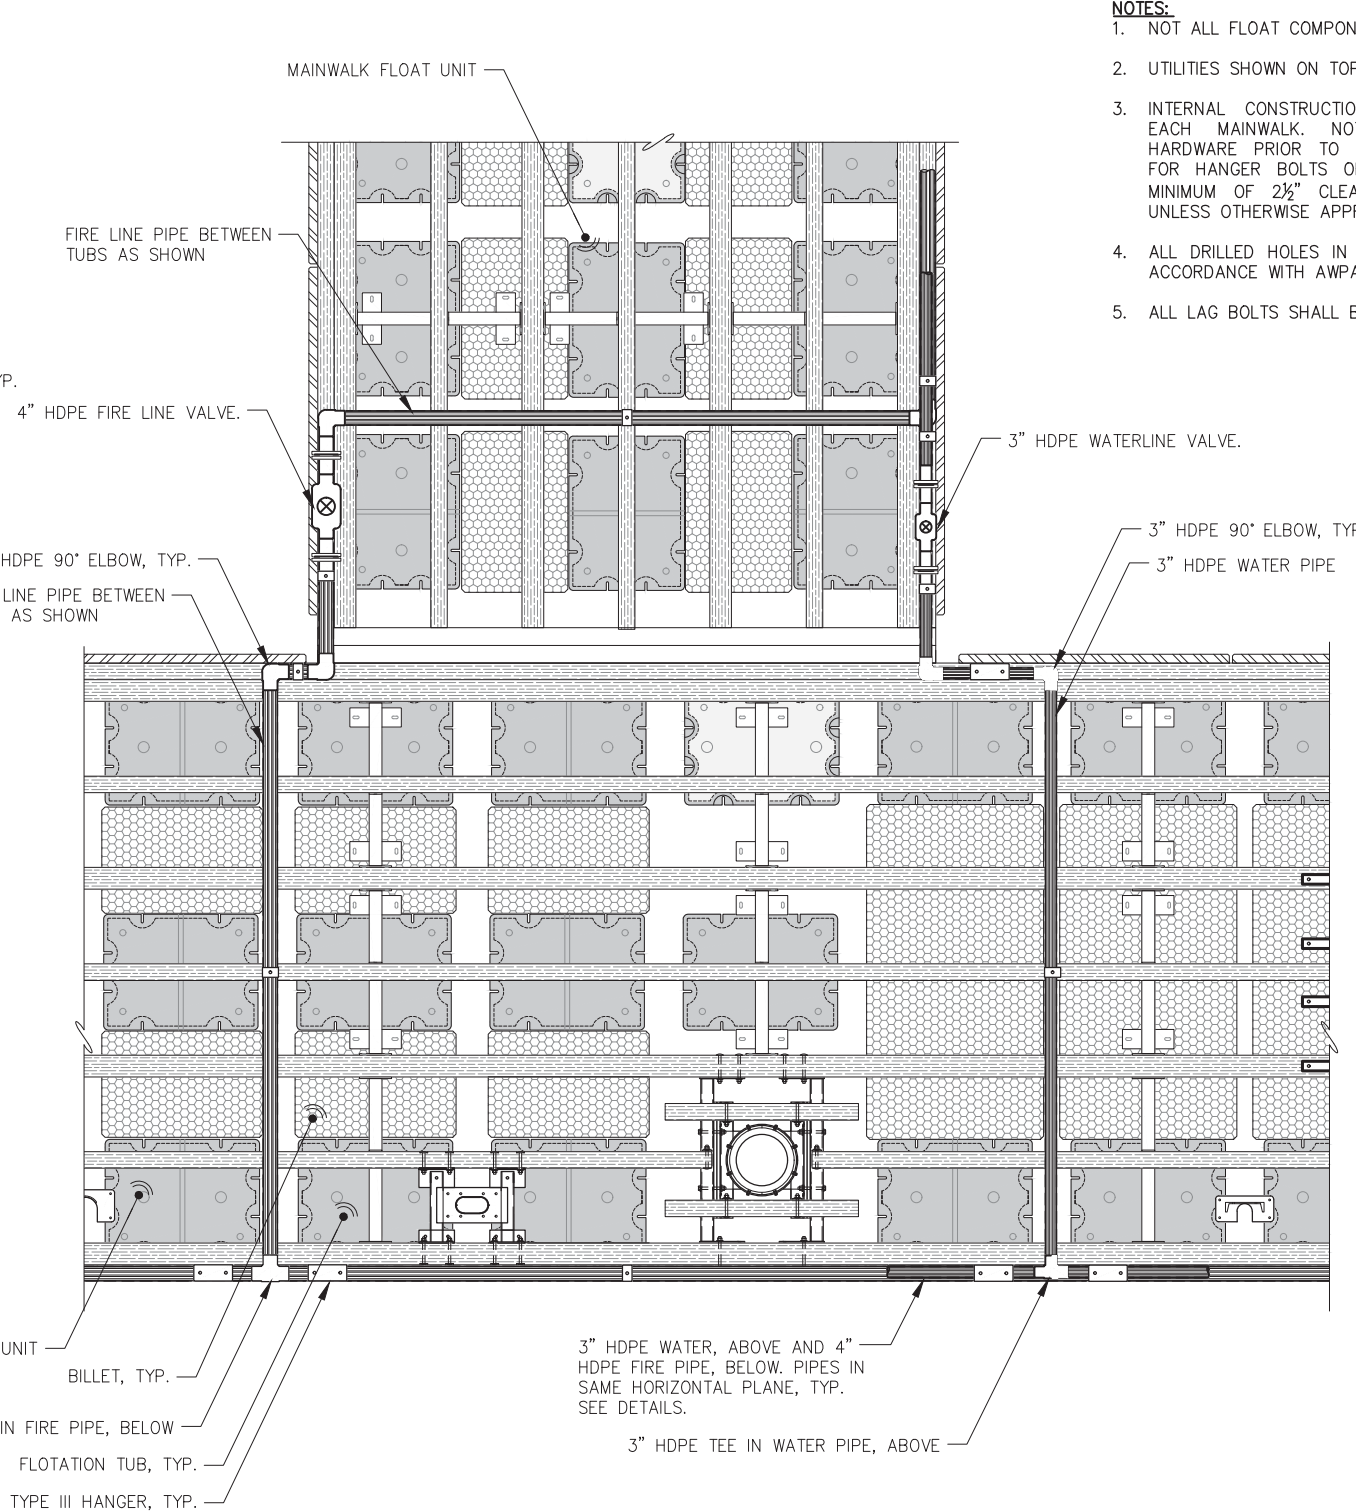 NOTES:
1. NOT ALL FLOAT COMPON
2. UTILITIES SHOWN ON TOP
3. INTERNAL CONSTRUCTIO
EACH MAINWALK. NOT
HARDWARE PRIOR TO
FOR HANGER BOLTS O
MINIMUM OF 2½" CLEA
UNLESS OTHERWISE APPR
4. ALL DRILLED HOLES IN
ACCORDANCE WITH AWPA
5. ALL LAG BOLTS SHALL B
MAINWALK FLOAT UNIT
FIRE LINE PIPE BETWEEN
TUBS AS SHOWN
YP.
4" HDPE FIRE LINE VALVE.
3" HDPE WATERLINE VALVE.
HDPE 90° ELBOW, TYP.
LINE PIPE BETWEEN
AS SHOWN
3" HDPE 90° ELBOW, TYP
3" HDPE WATER PIPE
UNIT
BILLET, TYP.
IN FIRE PIPE, BELOW
FLOTATION TUB, TYP.
TYPE III HANGER, TYP.
3" HDPE WATER, ABOVE AND 4"
HDPE FIRE PIPE, BELOW. PIPES IN
SAME HORIZONTAL PLANE, TYP.
SEE DETAILS.
3" HDPE TEE IN WATER PIPE, ABOVE